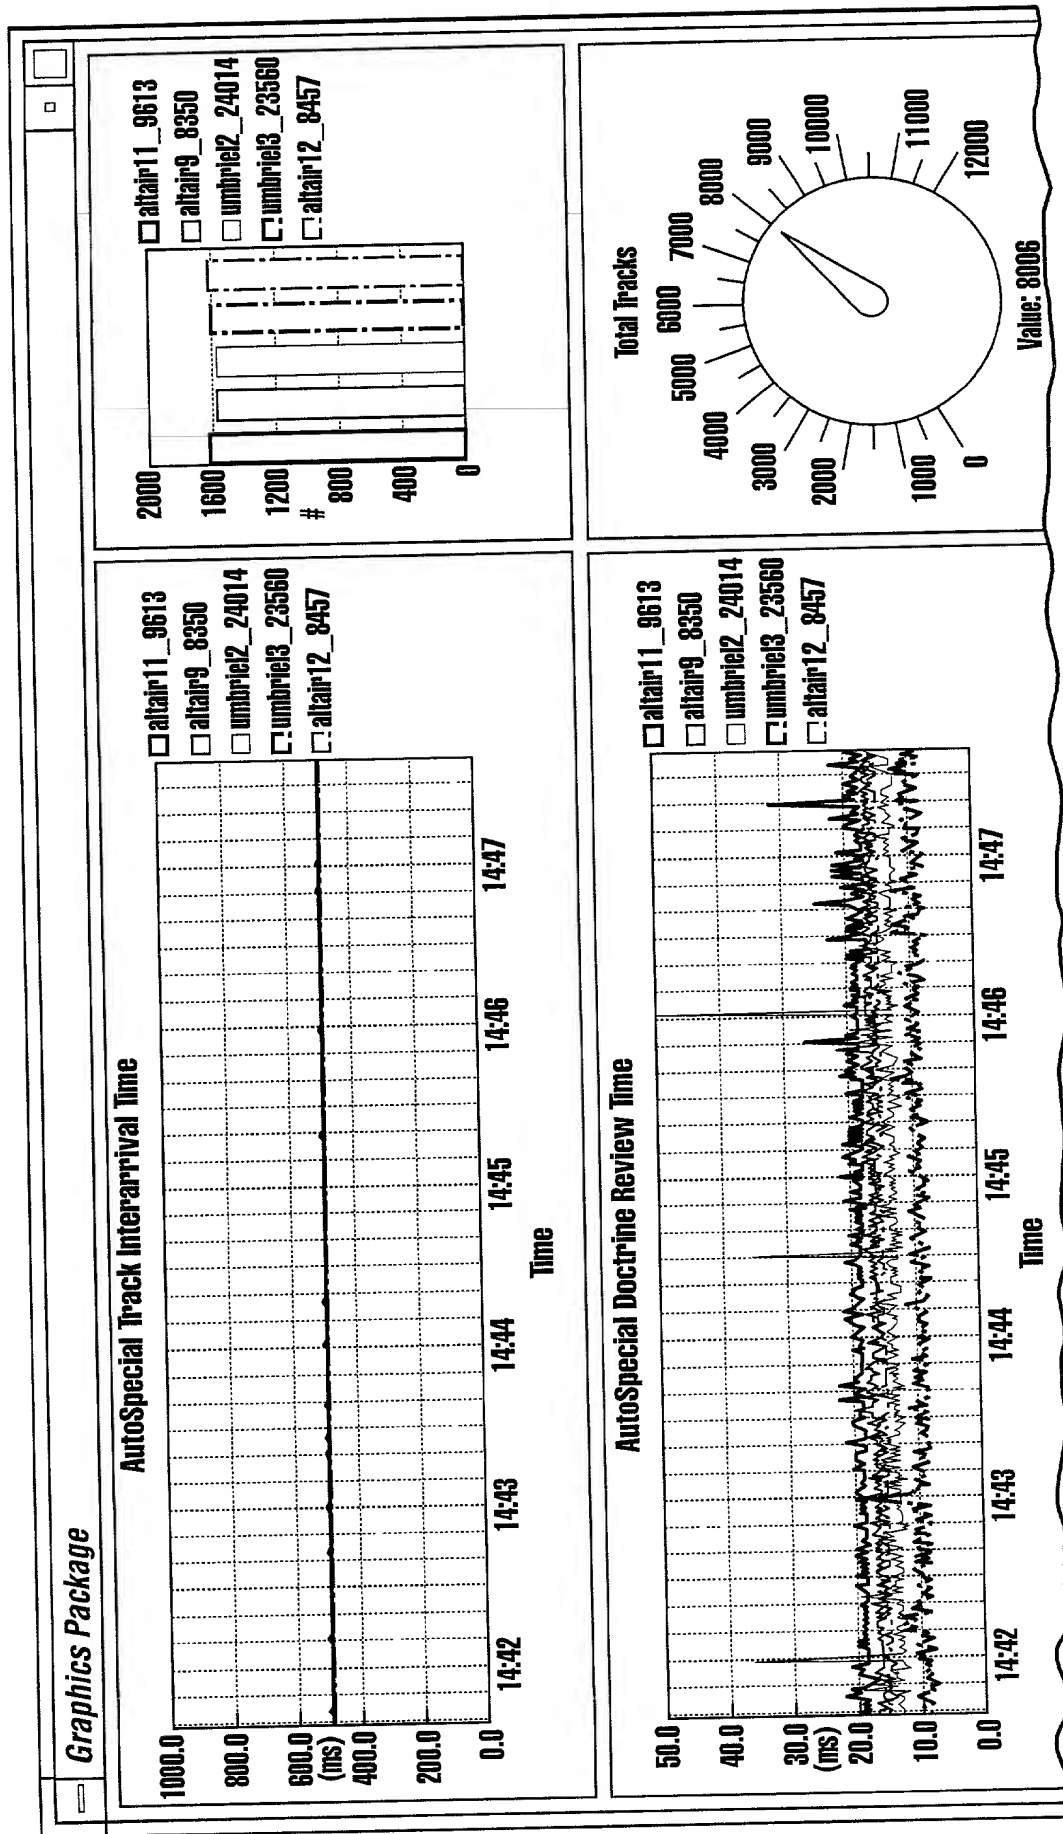 Graphics Package
AutoSpecial Track Interarrival Time
1000.0
800.0
600.0
(ms)
400.0
200.0
0.0
14:42
14:43
14:44
14:45
14:46
14:47
Time
altair11_9613
altair9_8350
umbriel2_24014
umbriel3_23560
altair12_8457
2000
1600
1200
#
800
400
0
altair11_9613
altair9_8350
umbriel2_24014
umbriel3_23560
altair12_8457
AutoSpecial Doctrine Review Time
50.0
40.0
30.0
(ms)
20.0
10.0
0.0
14:42
14:43
14:44
14:45
14:46
14:47
Time
altair11_9613
altair9_8350
umbriel2_24014
umbriel3_23560
altair12_8457
Total Tracks
0
1000
2000
3000
4000
5000
6000
7000
8000
9000
10000
11000
12000
Value: 8006